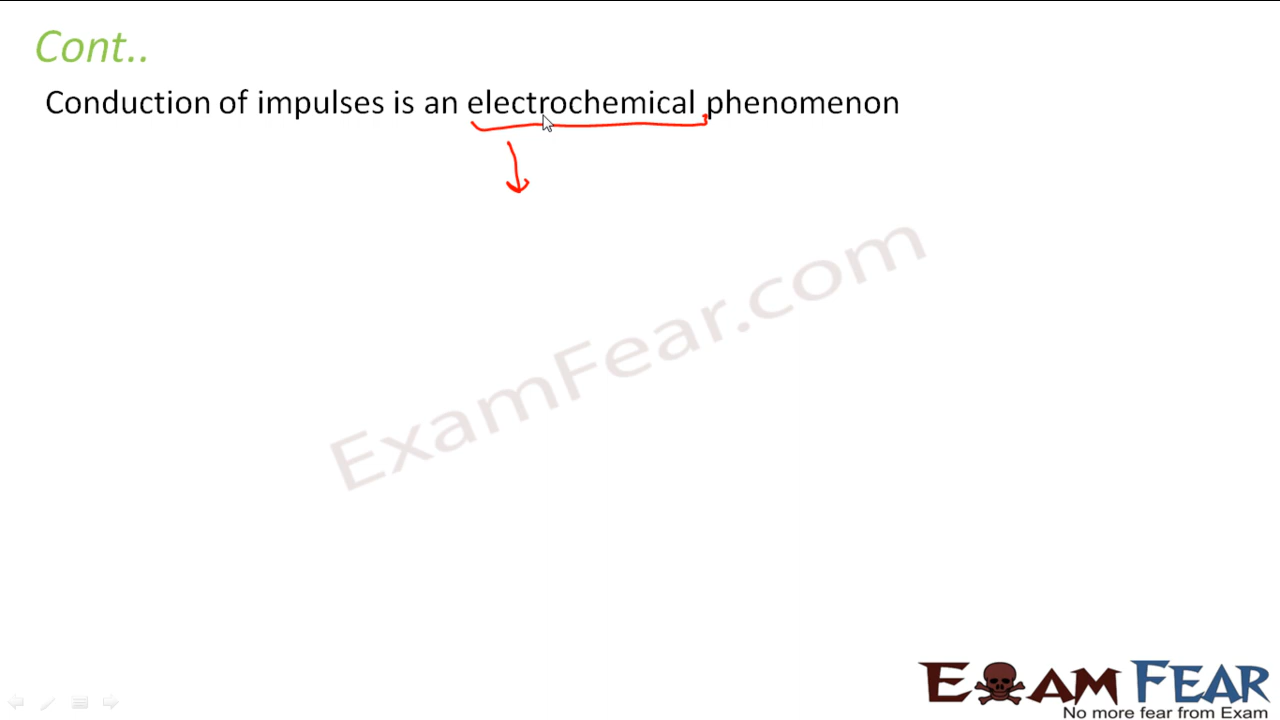 Cont..
Conduction of impulses is an electrochemical phenomenon
ExamFear.com
EXAM FEAR
No more fear from Exam